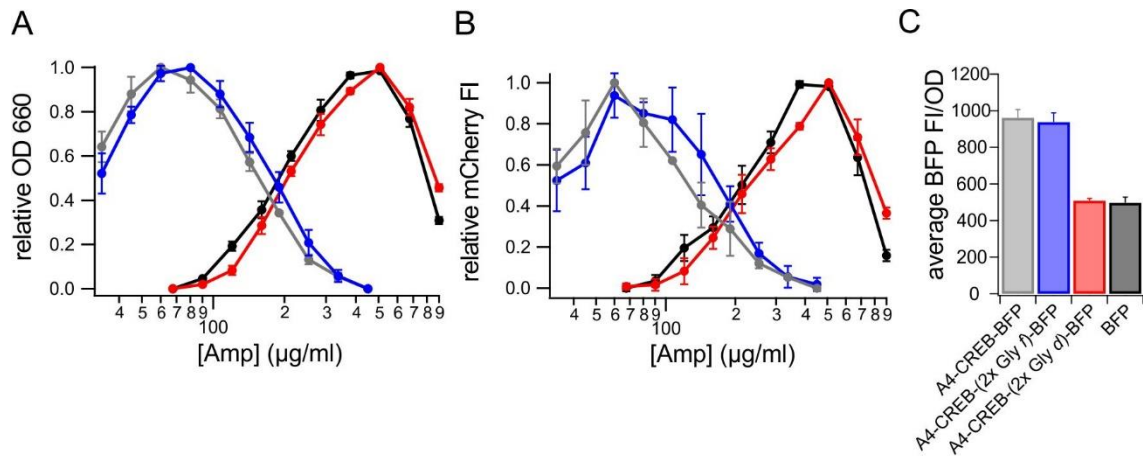 A
relative OD 660
1.0
0.8
0.6
0.4
0.2
0.0
4 5 6 7 8 9 100 2 3 4 5 6 7 8 9
[Amp] (µg/ml)
B
relative mCherry FI
1.0
0.8
0.6
0.4
0.2
0.0
4 5 6 7 8 9 100 2 3 4 5 6 7 8 9
[Amp] (µg/ml)
C
average BFP FI/OD
1200
1000
800
600
400
200
0
A4-CREB-BFP
A4-CREB-(2x Gly f)-BFP
A4-CREB-(2x Gly d)-BFP
BFP